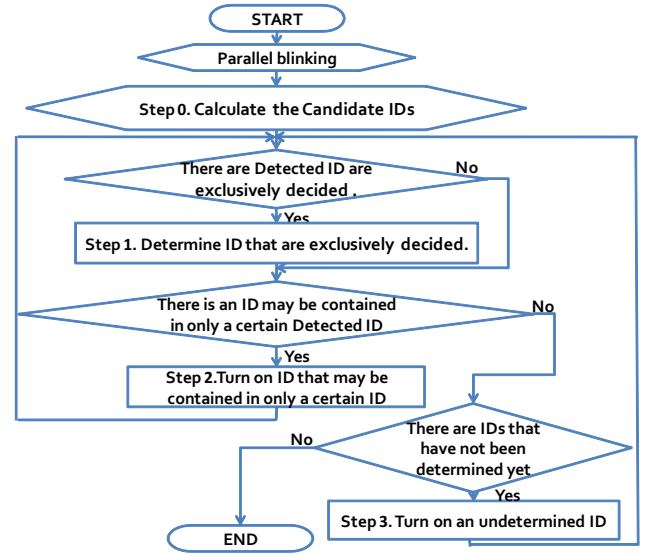 START
Parallel blinking
Step 0. Calculate the Candidate IDs
There are Detected ID are
exclusively decided .
No
Yes
Step 1. Determine ID that are exclusively decided.
There is an ID may be contained
in only a certain Detected ID
No
Yes
Step 2.Turn on ID that may be
contained in only a certain ID
There are IDs that
have not been
determined yet
No
Yes
Step 3. Turn on an undetermined ID
END